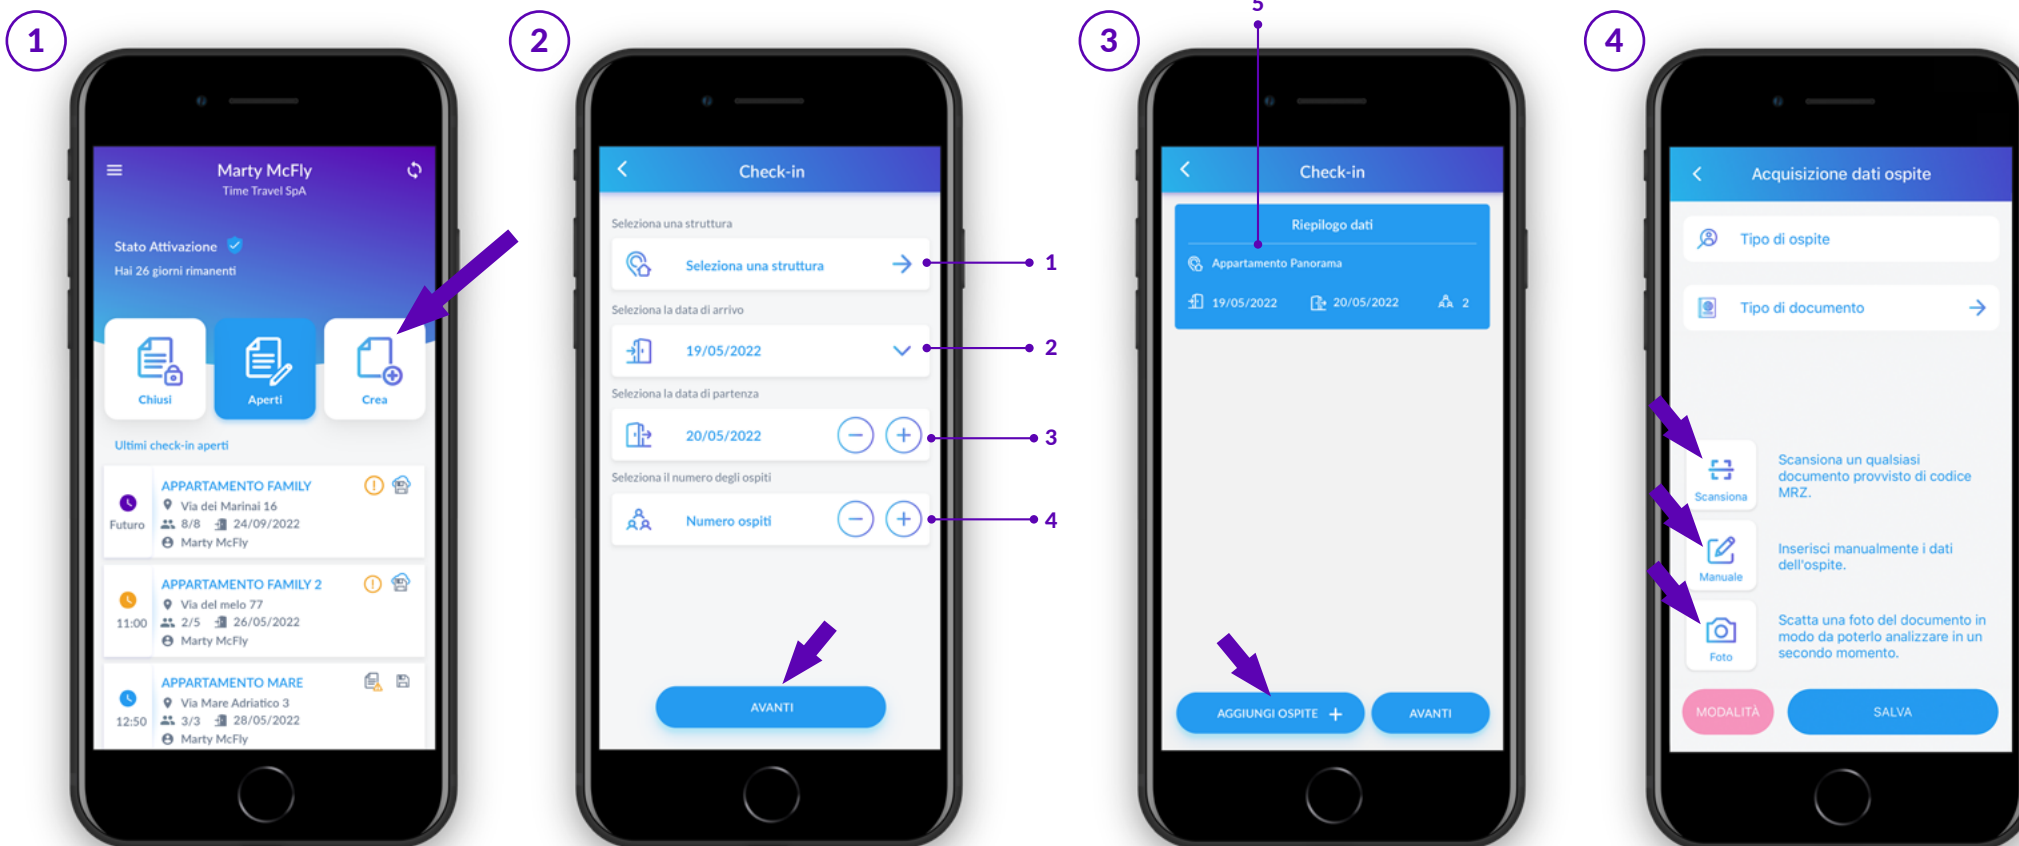 1
Marty McFly
Time Travel SpA
Stato Attivazione
Hai 26 giorni rimanenti
Chiusi
Aperti
Crea
Ultimi check-in aperti
APPARTAMENTO FAMILY
Via dei Marinai 16
Futuro
8/8 24/09/2022
Marty McFly
APPARTAMENTO FAMILY 2
Via del melo 77
11:00
2/5 26/05/2022
Marty McFly
APPARTAMENTO MARE
Via Mare Adriatico 3
12:50
3/3 28/05/2022
Marty McFly
2
Check-in
Seleziona una struttura
Seleziona una struttura
1
Seleziona la data di arrivo
19/05/2022
2
Seleziona la data di partenza
20/05/2022
3
Seleziona il numero degli ospiti
Numero ospiti
4
AVANTI
3
5
Check-in
Riepilogo dati
Appartamento Panorama
19/05/2022 20/05/2022 2
AGGIUNGI OSPITE +
AVANTI
4
Acquisizione dati ospite
Tipo di ospite
Tipo di documento
Scansiona
Scansiona un qualsiasi
documento provvisto di codice
MRZ.
Manuale
Inserisci manualmente i dati
dell'ospite.
Foto
Scatta una foto del documento in
modo da poterlo analizzare in un
secondo momento.
MODALITÀ
SALVA